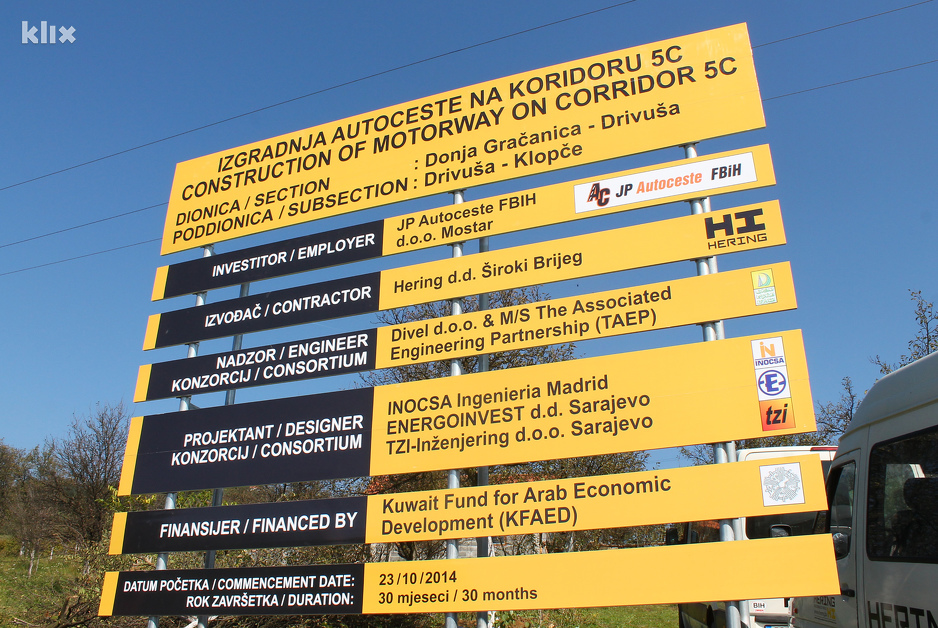 klix
IZGRADNJA AUTOCESTE NA KORIDORU 5C
CONSTRUCTION OF MOTORWAY ON CORRIDOR 5C
DIONICA / SECTION : Donja Gračanica - Drivuša
PODDIONICA / SUBSECTION : Drivuša - Klopče
INVESTITOR / EMPLOYER
JP Autoceste FBIH
d.o.o. Mostar
AC JP Autoceste FBiH
IZVOĐAČ / CONTRACTOR
Hering d.d. Široki Brijeg
HI
HERING
NADZOR / ENGINEER
KONZORCIJ / CONSORTIUM
Divel d.o.o. & M/S The Associated
Engineering Partnership (TAEP)
PROJEKTANT / DESIGNER
KONZORCIJ / CONSORTIUM
INOCSA Ingenieria Madrid
ENERGOINVEST d.d. Sarajevo
TZI-Inženjering d.o.o. Sarajevo
iN
INOCSA
E
tzi
FINANSIJER / FINANCED BY
Kuwait Fund for Arab Economic
Development (KFAED)
DATUM POČETKA / COMMENCEMENT DATE:
ROK ZAVRŠETKA / DURATION:
23/10/2014
30 mjeseci / 30 months
BIH
HERING
HERING